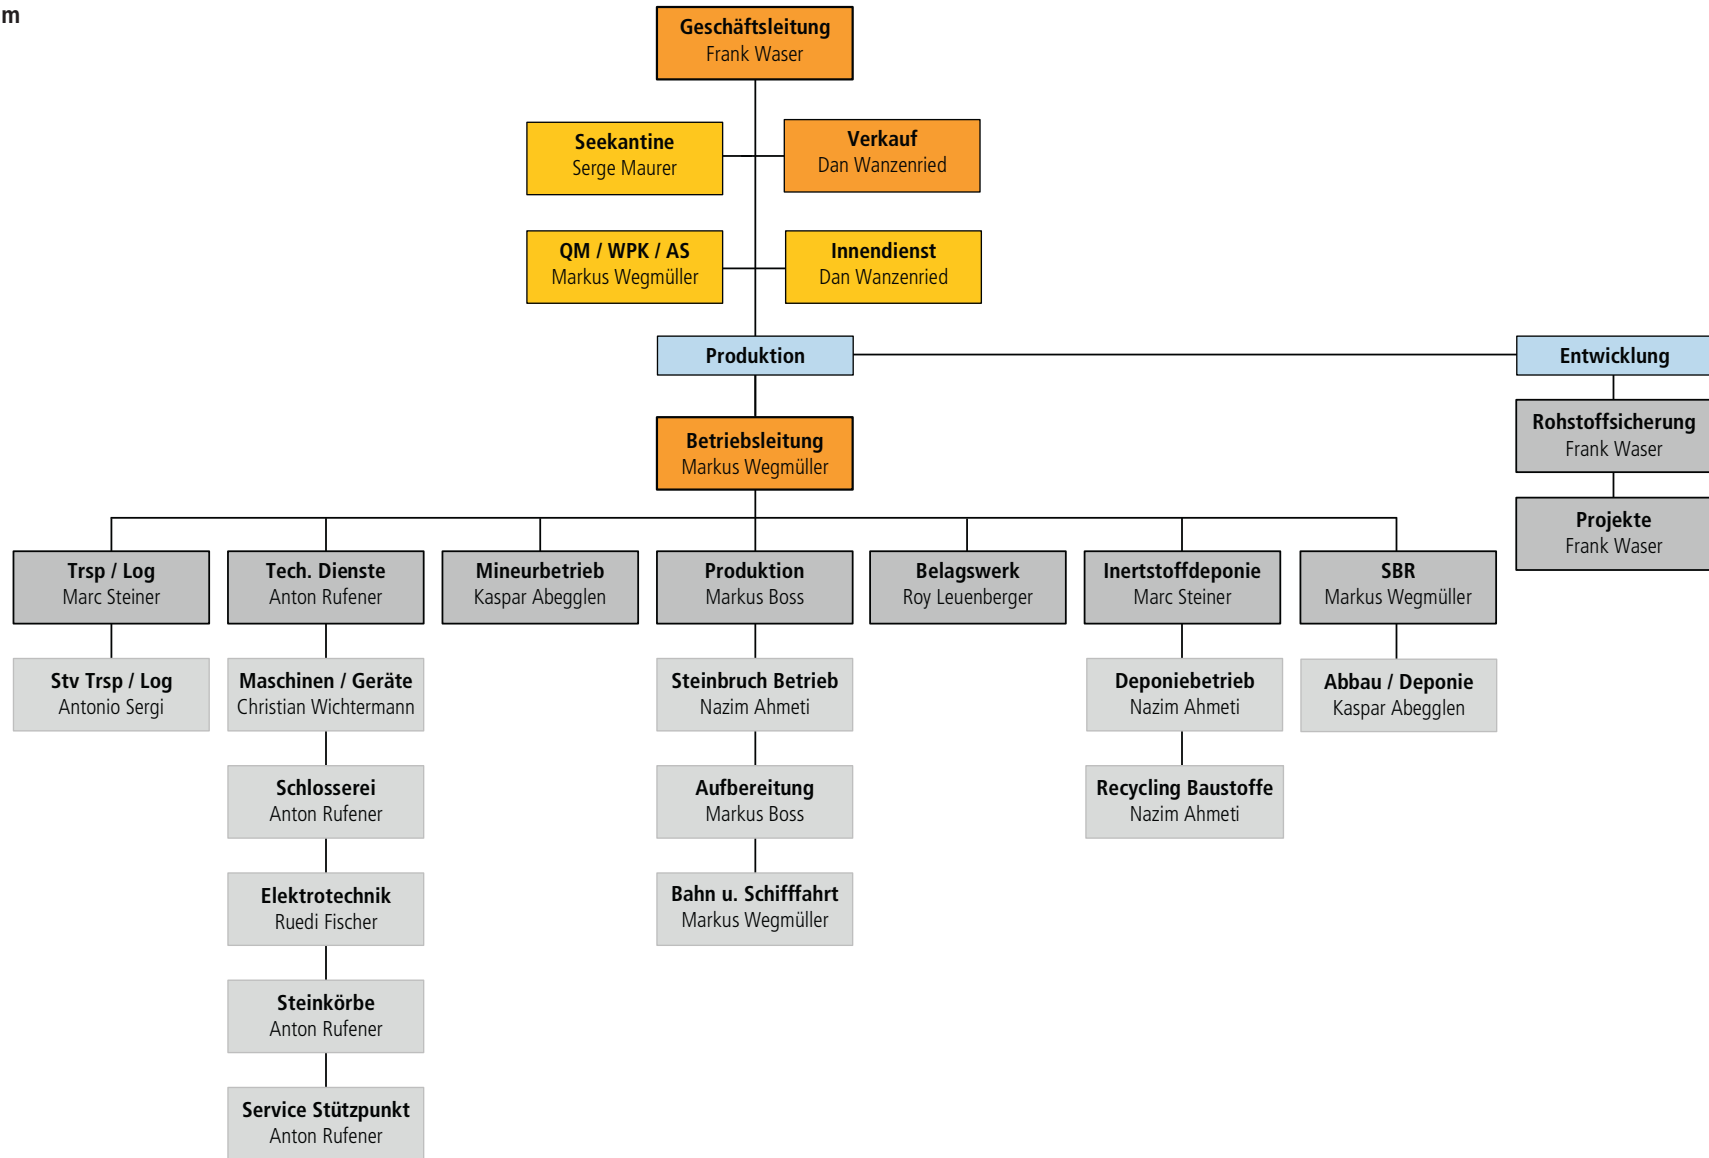 m
Geschäftsleitung
Frank Waser
Seekantine
Serge Maurer
Verkauf
Dan Wanzenried
QM / WPK / AS
Markus Wegmüller
Innendienst
Dan Wanzenried
Produktion
Entwicklung
Betriebsleitung
Markus Wegmüller
Rohstoffsicherung
Frank Waser
Projekte
Frank Waser
Trsp / Log
Marc Steiner
Tech. Dienste
Anton Rufener
Mineurbetrieb
Kaspar Abegglen
Produktion
Markus Boss
Belagswerk
Roy Leuenberger
Inertstoffdeponie
Marc Steiner
SBR
Markus Wegmüller
Stv Trsp / Log
Antonio Sergi
Maschinen / Geräte
Christian Wichtermann
Steinbruch Betrieb
Nazim Ahmeti
Deponiebetrieb
Nazim Ahmeti
Abbau / Deponie
Kaspar Abegglen
Schlosserei
Anton Rufener
Aufbereitung
Markus Boss
Recycling Baustoffe
Nazim Ahmeti
Elektrotechnik
Ruedi Fischer
Bahn u. Schifffahrt
Markus Wegmüller
Steinkörbe
Anton Rufener
Service Stützpunkt
Anton Rufener